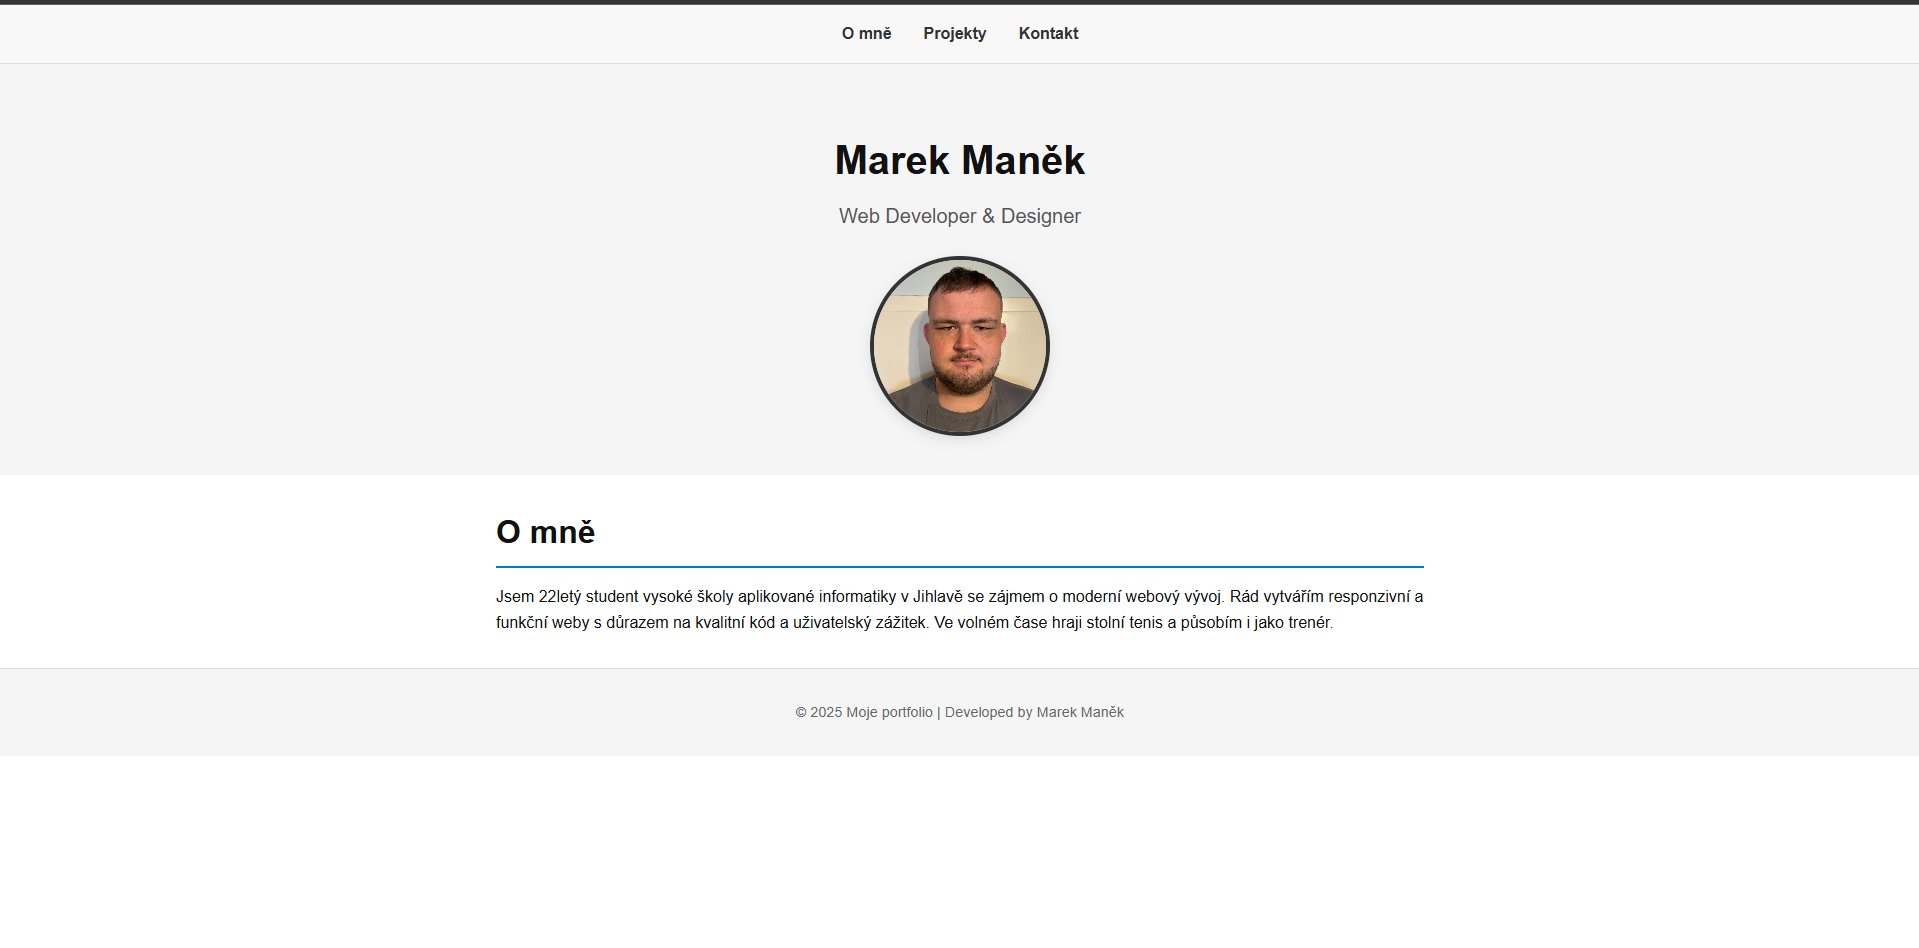 O mně Projekty Kontakt
Marek Maněk
Web Developer & Designer
O mně
Jsem 22letý student vysoké školy aplikované informatiky v Jihlavě se zájmem o moderní webový vývoj. Rád vytvářím responzivní a
funkční weby s důrazem na kvalitní kód a uživatelský zážitek. Ve volném čase hraji stolní tenis a působím i jako trenér.
© 2025 Moje portfolio | Developed by Marek Maněk